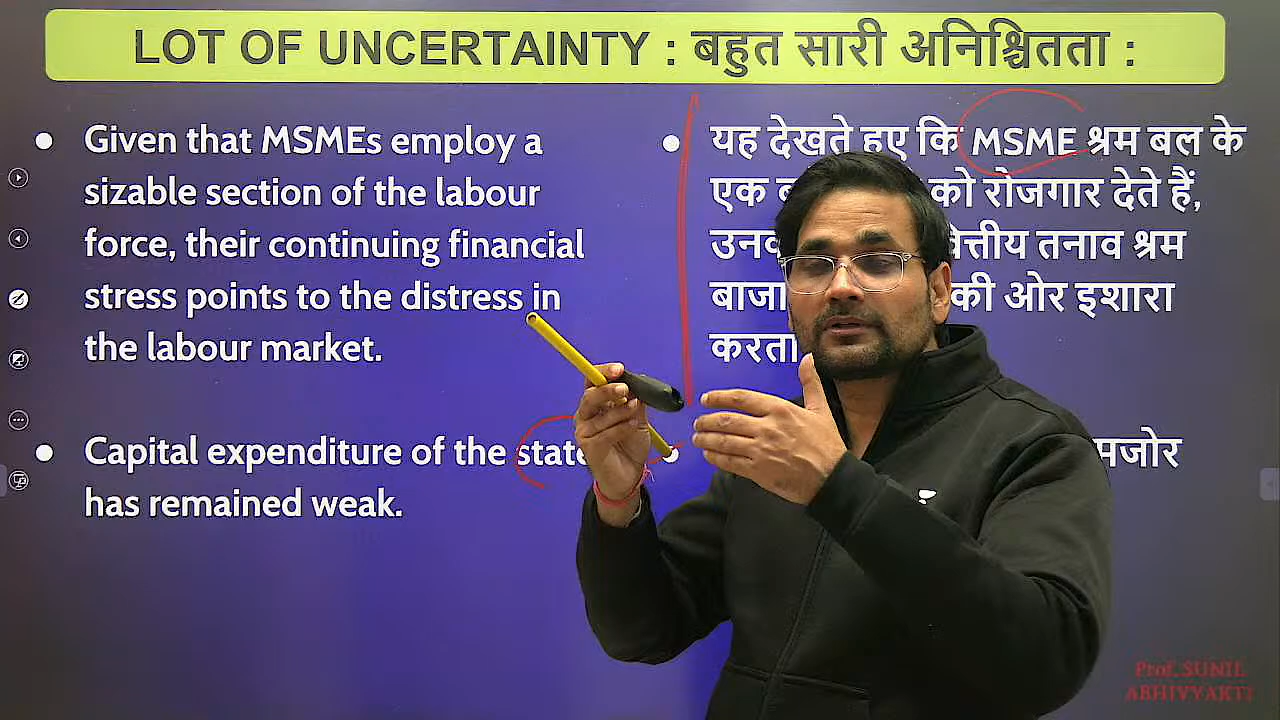 LOT OF UNCERTAINTY : बहुत सारी अनिश्चितता :
Given that MSMEs employ a
sizable section of the labour
force, their continuing financial
stress points to the distress in
the labour market.
Capital expenditure of the
has remained weak.
यह देखते हुए कि MSME श्रम बल के
एक को रोजगार देते हैं,
तनाव श्रम
की ओर इशारा
करता
Prof. SUNIL
ABHIVYAKTI